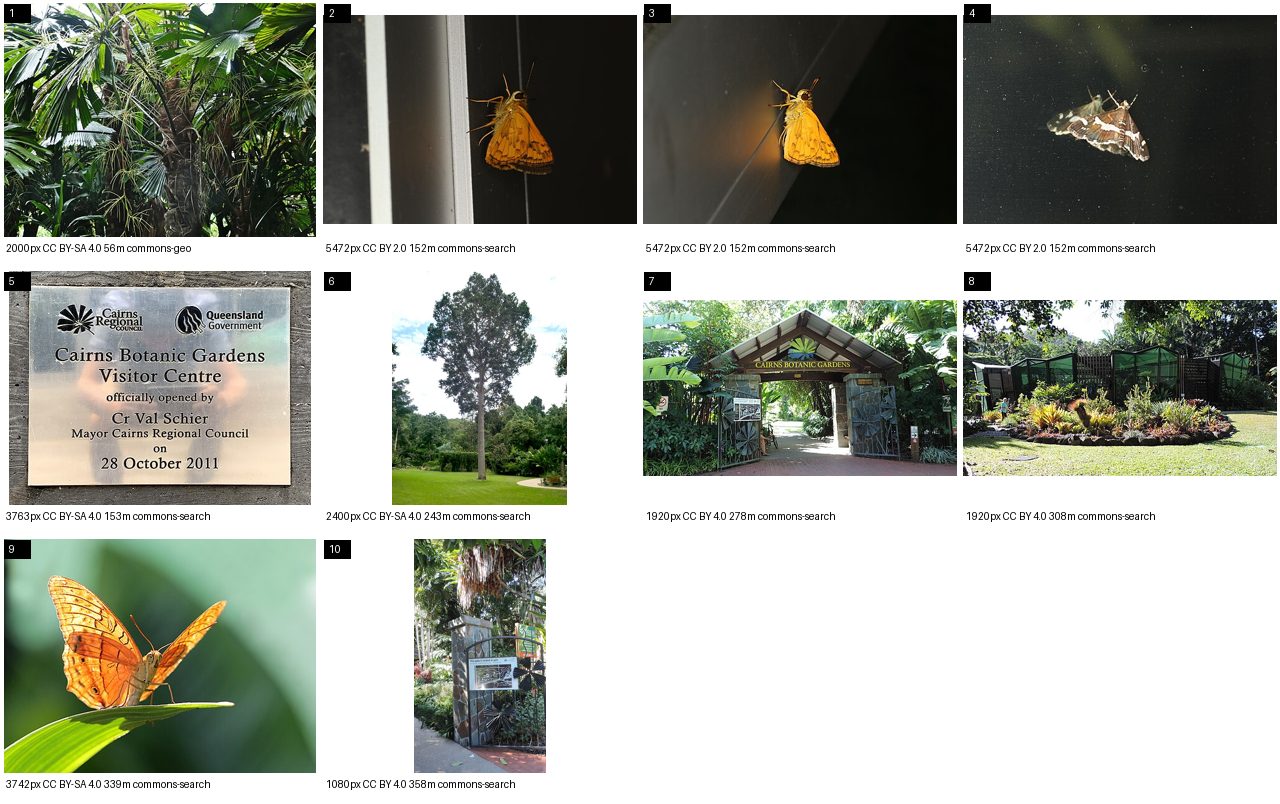 1
2
3
4
2000px CC BY-SA 4.0 56m commons-geo
5472px CC BY 2.0 152m commons-search
5472px CC BY 2.0 152m commons-search
5472px CC BY 2.0 152m commons-search
5
6
7
8
Cairns
Regional
COUNCIL
Queensland
Government
Cairns Botanic Gardens
Visitor Centre
officially opened by
Cr Val Schier
Mayor Cairns Regional Council
on
28 October 2011
CAIRNS BOTANIC GARDENS
3763px CC BY-SA 4.0 153m commons-search
2400px CC BY-SA 4.0 243m commons-search
1920px CC BY 4.0 278m commons-search
1920px CC BY 4.0 308m commons-search
9
10
3742px CC BY-SA 4.0 339m commons-search
1080px CC BY 4.0 358m commons-search